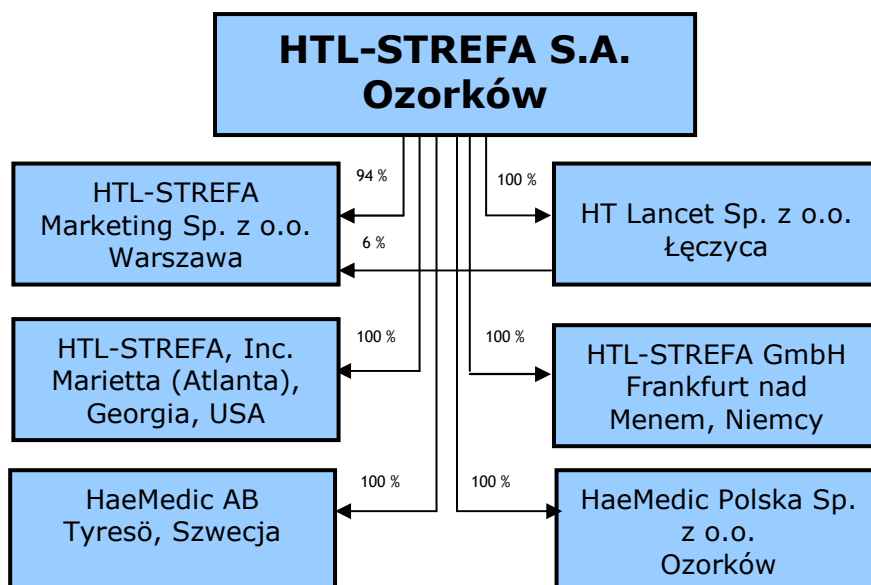 HTL-STREFA S.A.
Ozorków
94 %
100 %
HTL-STREFA
Marketing Sp. z o.o.
Warszawa
HT Lancet Sp. z o.o.
Łęczyca
6 %
100 %
100 %
HTL-STREFA, Inc.
Marietta (Atlanta),
Georgia, USA
HTL-STREFA GmbH
Frankfurt nad
Menem, Niemcy
100 %
100 %
HaeMedic AB
Tyresö, Szwecja
HaeMedic Polska Sp.
z o.o.
Ozorków